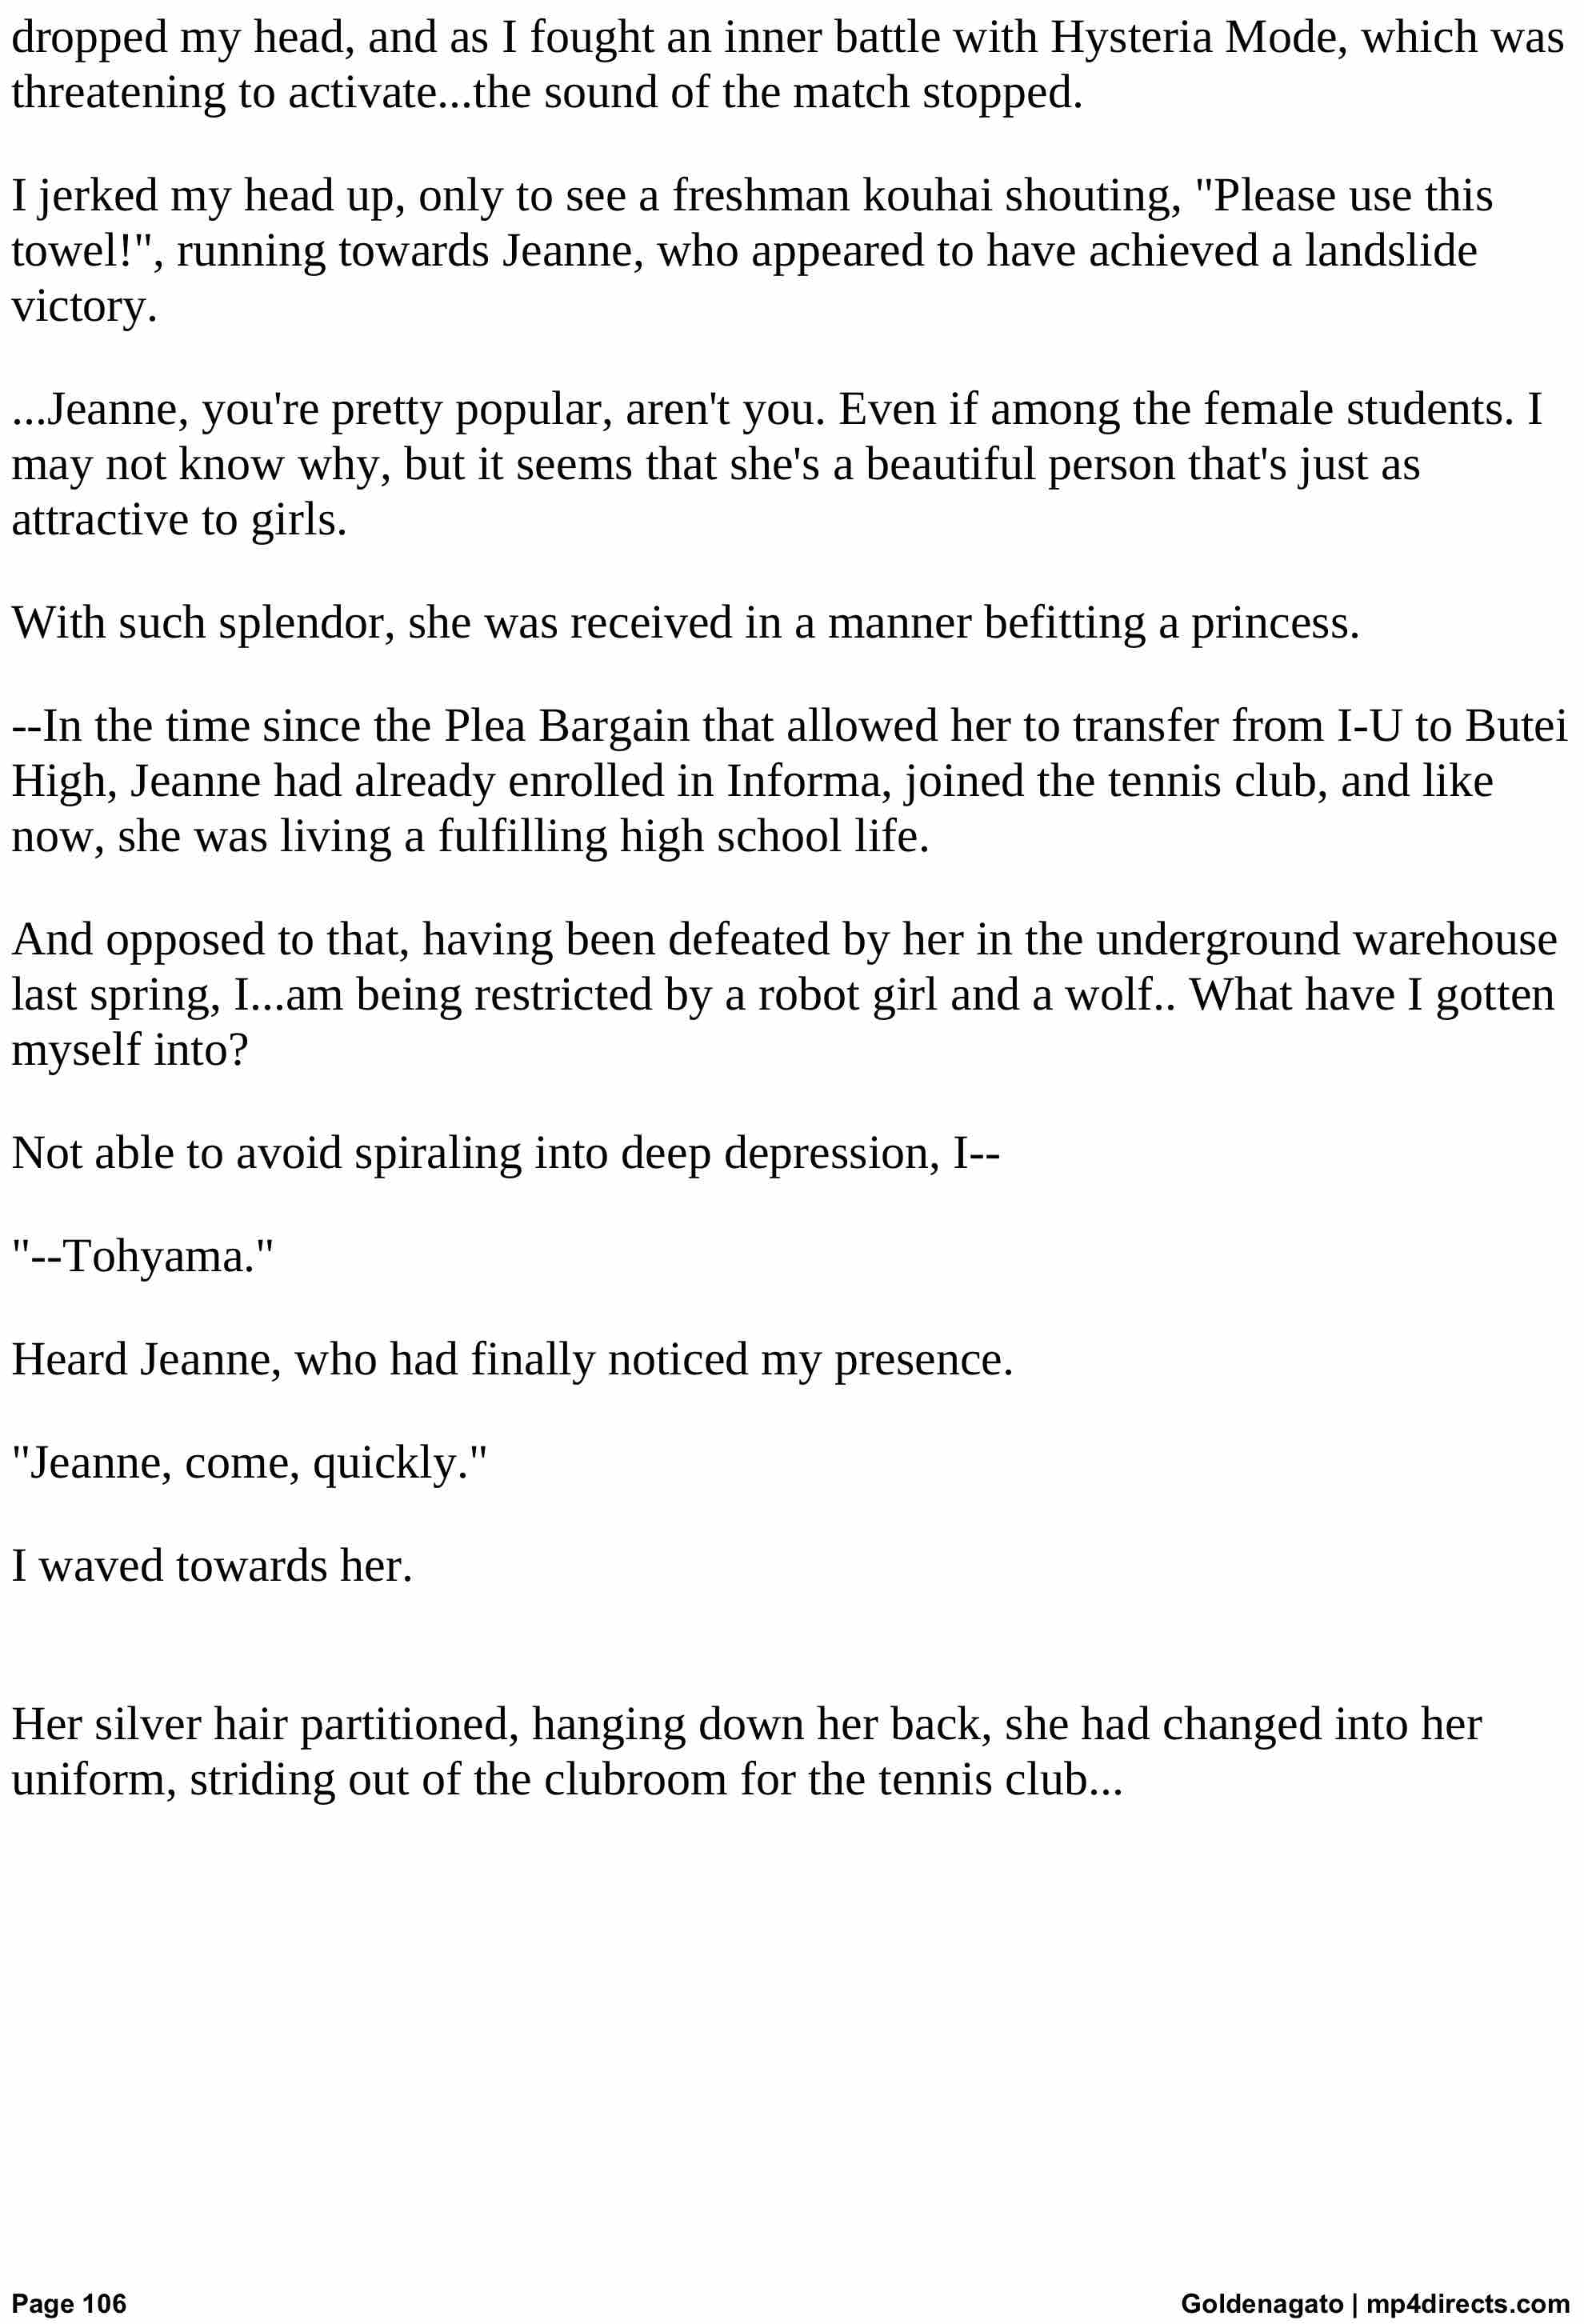 dropped my head, and as I fought an inner battle with Hysteria Mode, which was
threatening to activate...the sound of the match stopped.
I jerked my head up, only to see a freshman kouhai shouting, "Please use this
towel!", running towards Jeanne, who appeared to have achieved a landslide
victory.
...Jeanne, you're pretty popular, aren't you. Even if among the female students. I
may not know why, but it seems that she's a beautiful person that's just as
attractive to girls.
With such splendor, she was received in a manner befitting a princess.
--In the time since the Plea Bargain that allowed her to transfer from I-U to Butei
High, Jeanne had already enrolled in Informa, joined the tennis club, and like
now, she was living a fulfilling high school life.
And opposed to that, having been defeated by her in the underground warehouse
last spring, I...am being restricted by a robot girl and a wolf.. What have I gotten
myself into?
Not able to avoid spiraling into deep depression, I--
"--Tohyama."
Heard Jeanne, who had finally noticed my presence.
"Jeanne, come, quickly."
I waved towards her.
Her silver hair partitioned, hanging down her back, she had changed into her
uniform, striding out of the clubroom for the tennis club...
Page 106
Goldenagato | mp4directs.com